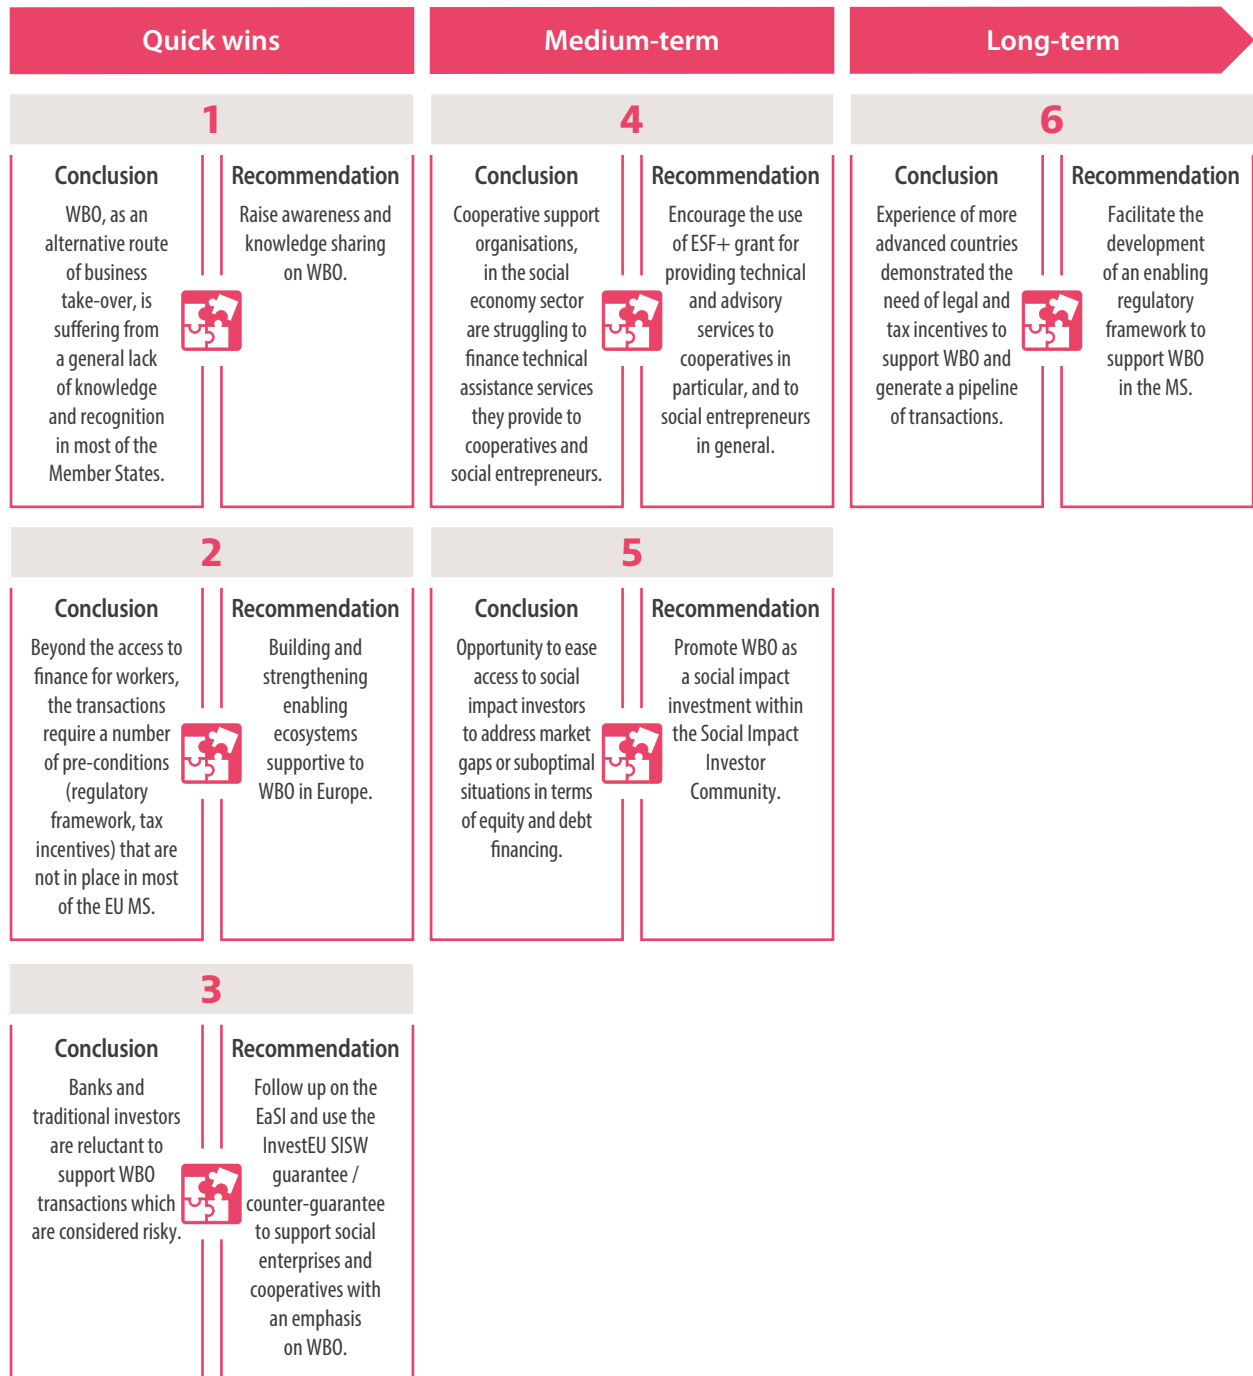 Quick wins
Medium-term
Long-term
1
Conclusion
WBO, as an
alternative route
of business
take-over, is
suffering from
a general lack
of knowledge
and recognition
in most of the
Member States.
Recommendation
Raise awareness and
knowledge sharing
on WBO.
4
Conclusion
Cooperative support
organisations,
in the social
economy sector
are struggling to
finance technical
assistance services
they provide to
cooperatives and
social entrepreneurs.
Recommendation
Encourage the use
of ESF+ grant for
providing technical
and advisory
services to
cooperatives in
particular, and to
social entrepreneurs
in general.
6
Conclusion
Experience of more
advanced countries
demonstrated the
need of legal and
tax incentives to
support WBO and
generate a pipeline
of transactions.
Recommendation
Facilitate the
development
of an enabling
regulatory
framework to
support WBO
in the MS.
2
Conclusion
Beyond the access to
finance for workers,
the transactions
require a number
of pre-conditions
(regulatory
framework, tax
incentives) that are
not in place in most
of the EU MS.
Recommendation
Building and
strengthening
enabling
ecosystems
supportive to
WBO in Europe.
5
Conclusion
Opportunity to ease
access to social
impact investors
to address market
gaps or suboptimal
situations in terms
of equity and debt
financing.
Recommendation
Promote WBO as
a social impact
investment within
the Social Impact
Investor
Community.
3
Conclusion
Banks and
traditional investors
are reluctant to
support WBO
transactions which
are considered risky.
Recommendation
Follow up on the
EaSI and use the
InvestEU SISW
guarantee /
counter-guarantee
to support social
enterprises and
cooperatives with
an emphasis
on WBO.